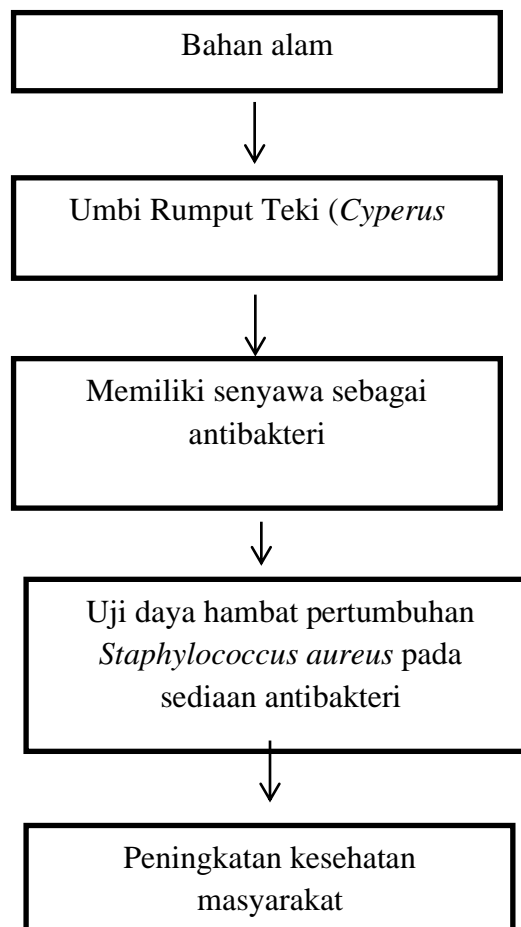 Bahan alam
Umbi Rumput Teki (Cyperus
Memiliki senyawa sebagai
antibakteri
Uji daya hambat pertumbuhan
Staphylococcus aureus pada
sediaan antibakteri
Peningkatan kesehatan
masyarakat